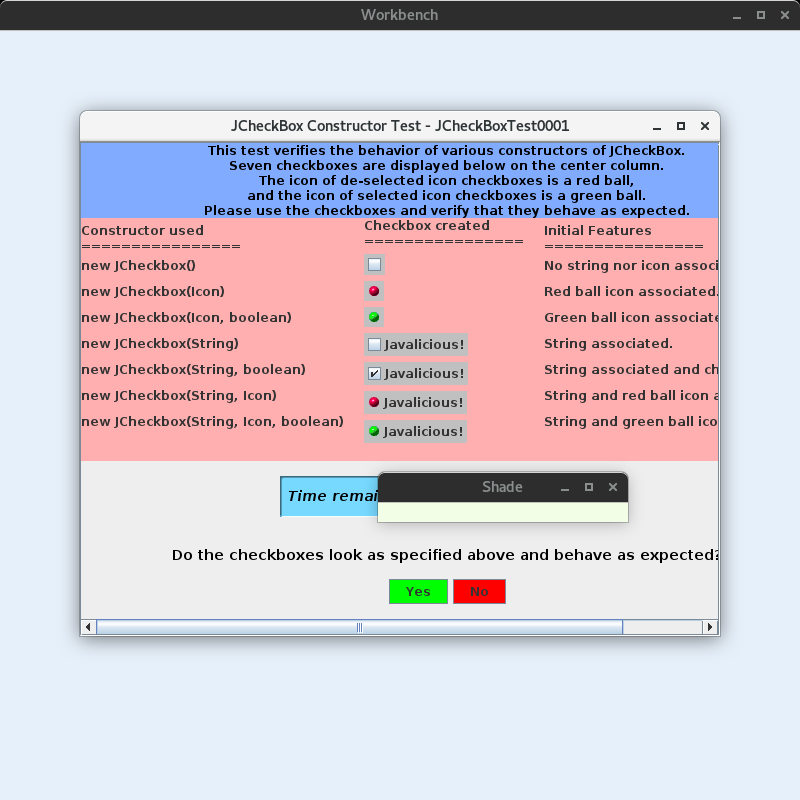 Workbench
JCheckBox Constructor Test - JCheckBoxTest0001
This test verifies the behavior of various constructors of JCheckBox.
Seven checkboxes are displayed below on the center column.
The icon of de-selected icon checkboxes is a red ball,
and the icon of selected icon checkboxes is a green ball.
Please use the checkboxes and verify that they behave as expected.
Constructor used Checkbox created Initial Features
================ ================ ================
new JCheckbox() No string nor icon associ
new JCheckbox(Icon) Red ball icon associated.
new JCheckbox(Icon, boolean) Green ball icon associate
new JCheckbox(String) Javalicious! String associated.
new JCheckbox(String, boolean) Javalicious! String associated and ch
new JCheckbox(String, Icon) Javalicious! String and red ball icon a
new JCheckbox(String, Icon, boolean) Javalicious! String and green ball ico
Time remai
Shade
Do the checkboxes look as specified above and behave as expected?
Yes No